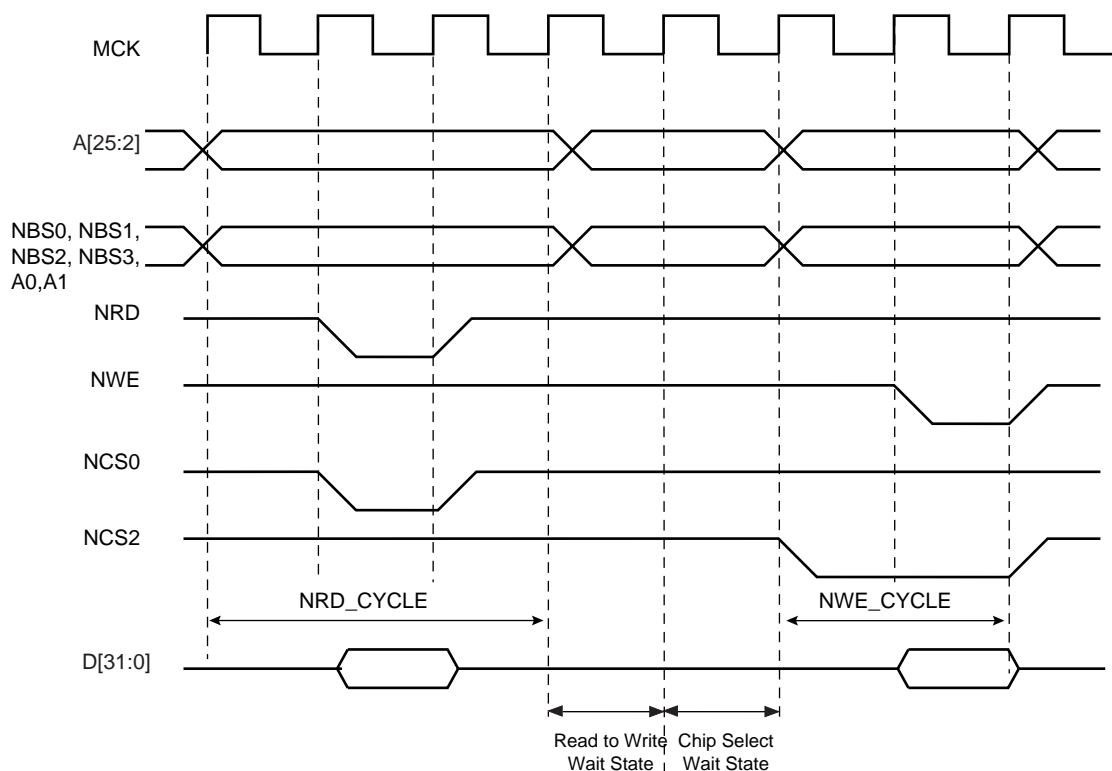 MCK
A[25:2]
NBS0, NBS1,
NBS2, NBS3,
A0,A1
NRD
NWE
NCS0
NCS2
NRD_CYCLE
NWE_CYCLE
D[31:0]
Read to Write
Wait State
Chip Select
Wait State